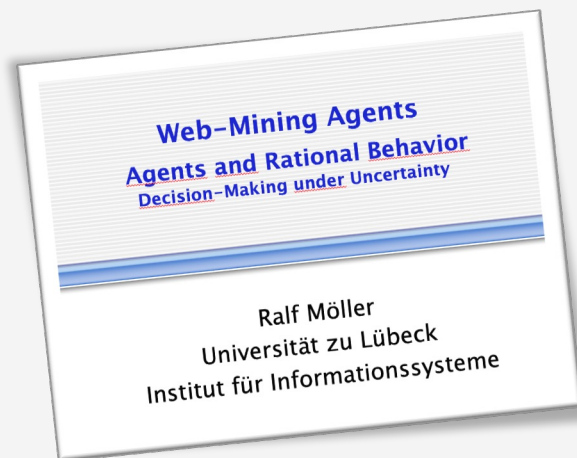 Web-Mining Agents
Agents and Rational Behavior
Decision-Making under Uncertainty
Ralf Möller
Universität zu Lübeck
Institut für Informationssysteme